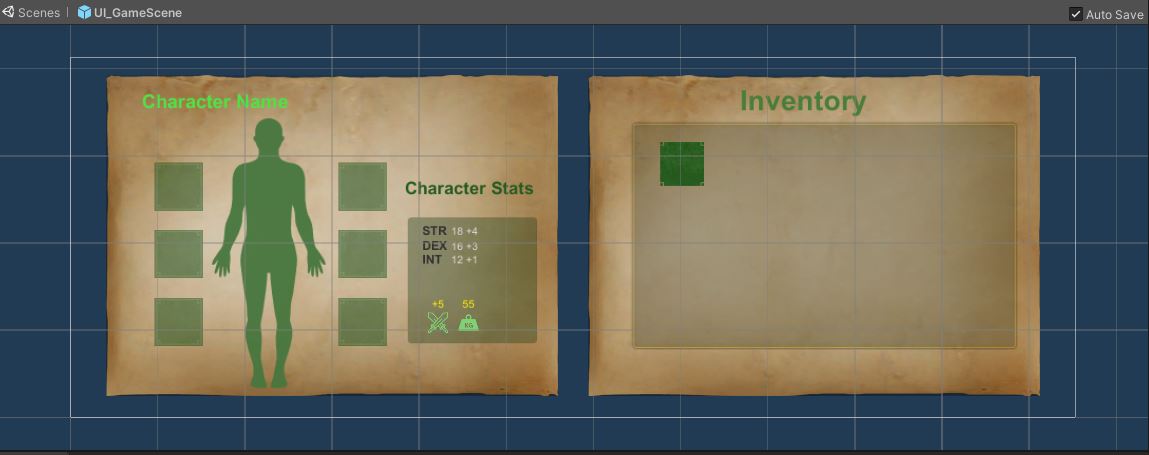 Scenes | UI_GameScene
Auto Save
Character Name
Character Stats
STR 18 +4
DEX 16 +3
INT 12 +1
+5 55
KG
Inventory